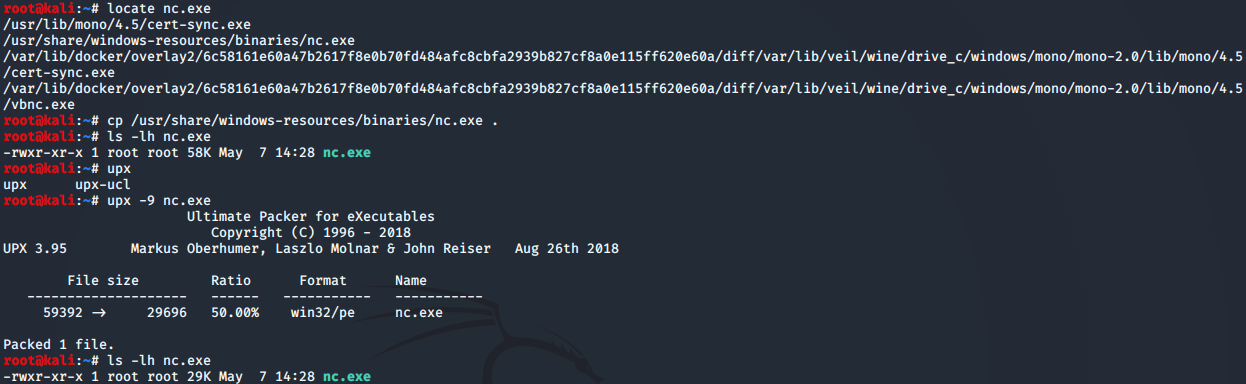 root@kali:~# locate nc.exe
/usr/lib/mono/4.5/cert-sync.exe
/usr/share/windows-resources/binaries/nc.exe
/var/lib/docker/overlay2/6c58161e60a47b2617f8e0b70fd484afc8cbfa2939b827cf8a0e115ff620e60a/diff/var/lib/veil/wine/drive_c/windows/mono/mono-2.0/lib/mono/4.5
/cert-sync.exe
/var/lib/docker/overlay2/6c58161e60a47b2617f8e0b70fd484afc8cbfa2939b827cf8a0e115ff620e60a/diff/var/lib/veil/wine/drive_c/windows/mono/mono-2.0/lib/mono/4.5
/vbnc.exe
root@kali:~# cp /usr/share/windows-resources/binaries/nc.exe .
root@kali:~# ls -lh nc.exe
-rwxr-xr-x 1 root root 58K May  7 14:28 nc.exe
root@kali:~# upx
upx      upx-ucl
root@kali:~# upx -9 nc.exe
                       Ultimate Packer for eXecutables
                          Copyright (C) 1996 - 2018
UPX 3.95        Markus Oberhumer, Laszlo Molnar & John Reiser   Aug 26th 2018

        File size         Ratio      Format      Name
   --------------------   ------   -----------   -----------
     59392 ->     29696   50.00%    win32/pe     nc.exe

Packed 1 file.
root@kali:~# ls -lh nc.exe
-rwxr-xr-x 1 root root 29K May  7 14:28 nc.exe